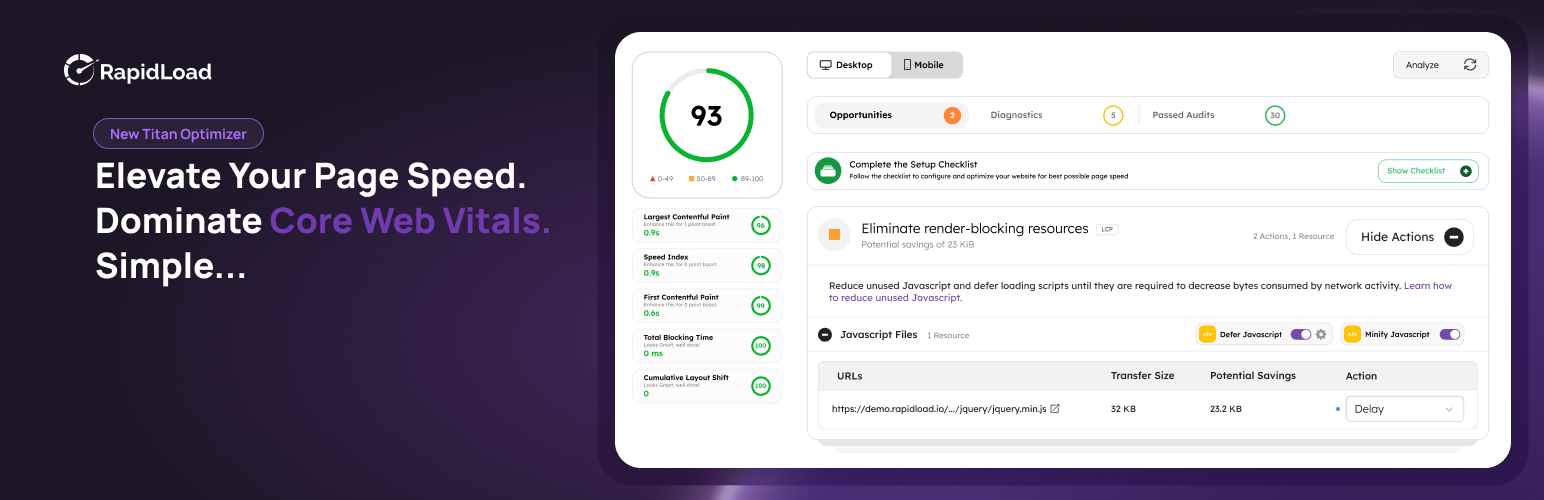 RapidLoad
New Titan Optimizer
Elevate Your Page Speed.
Dominate Core Web Vitals.
Simple...
93
0-49 50-89 89-100
Largest Contentful Paint
Enhance this for 1 point boost.
0.9s
96
Speed Index
Enhance this for 0 point boost.
0.9s
98
First Contentful Paint
Enhance this for 0 point boost.
0.6s
99
Total Blocking Time
Looks Great, well done!
0 ms
100
Cumulative Layout Shift
Looks Great, well done!
0
100
Desktop Mobile Analyze
Opportunities 2 Diagnostics 5 Passed Audits 30
Complete the Setup Checklist
Follow the checklist to configure and optimize your website for best possible page speed
Show Checklist
Eliminate render-blocking resources LCP
Potential savings of 23 KiB
2 Actions, 1 Resource Hide Actions
Reduce unused Javascript and defer loading scripts until they are required to decrease bytes consumed by network activity. Learn how
to reduce unused Javascript.
Javascript Files 1 Resource </> Defer Javascript </> Minify Javascript
URLs Transfer Size Potential Savings Action
https://demo.rapidload.io/.../jquery/jquery.min.js 32 KB 23.2 KB Delay